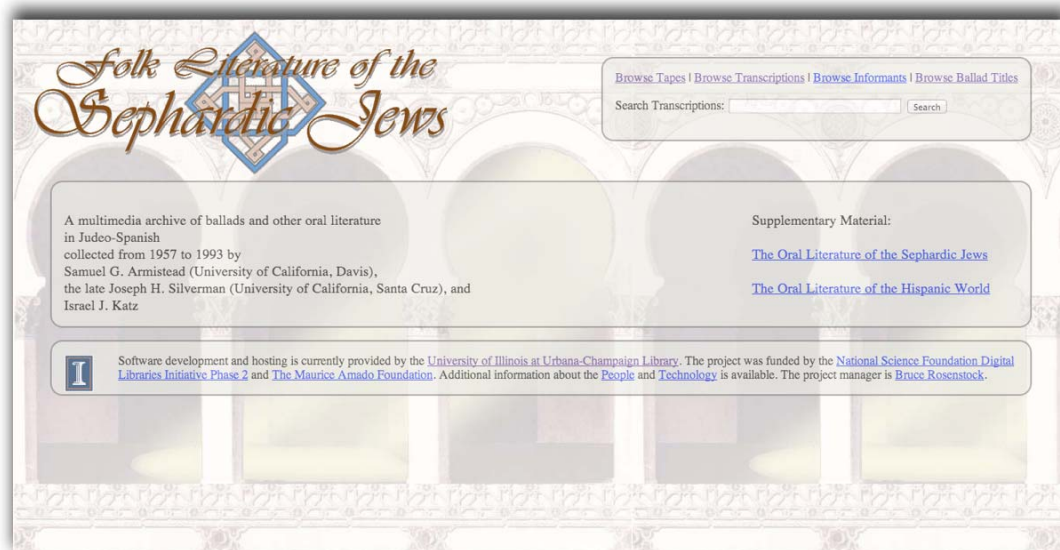 Folk Literature of the
Sephardic Jews
Browse Tapes | Browse Transcriptions | Browse Informants | Browse Ballad Titles
Search Transcriptions: Search
A multimedia archive of ballads and other oral literature
in Judeo-Spanish
collected from 1957 to 1993 by
Samuel G. Armistead (University of California, Davis),
the late Joseph H. Silverman (University of California, Santa Cruz), and
Israel J. Katz
Supplementary Material:
The Oral Literature of the Sephardic Jews
The Oral Literature of the Hispanic World
I
Software development and hosting is currently provided by the University of Illinois at Urbana-Champaign Library. The project was funded by the National Science Foundation Digital
Libraries Initiative Phase 2 and The Maurice Amado Foundation. Additional information about the People and Technology is available. The project manager is Bruce Rosenstock.